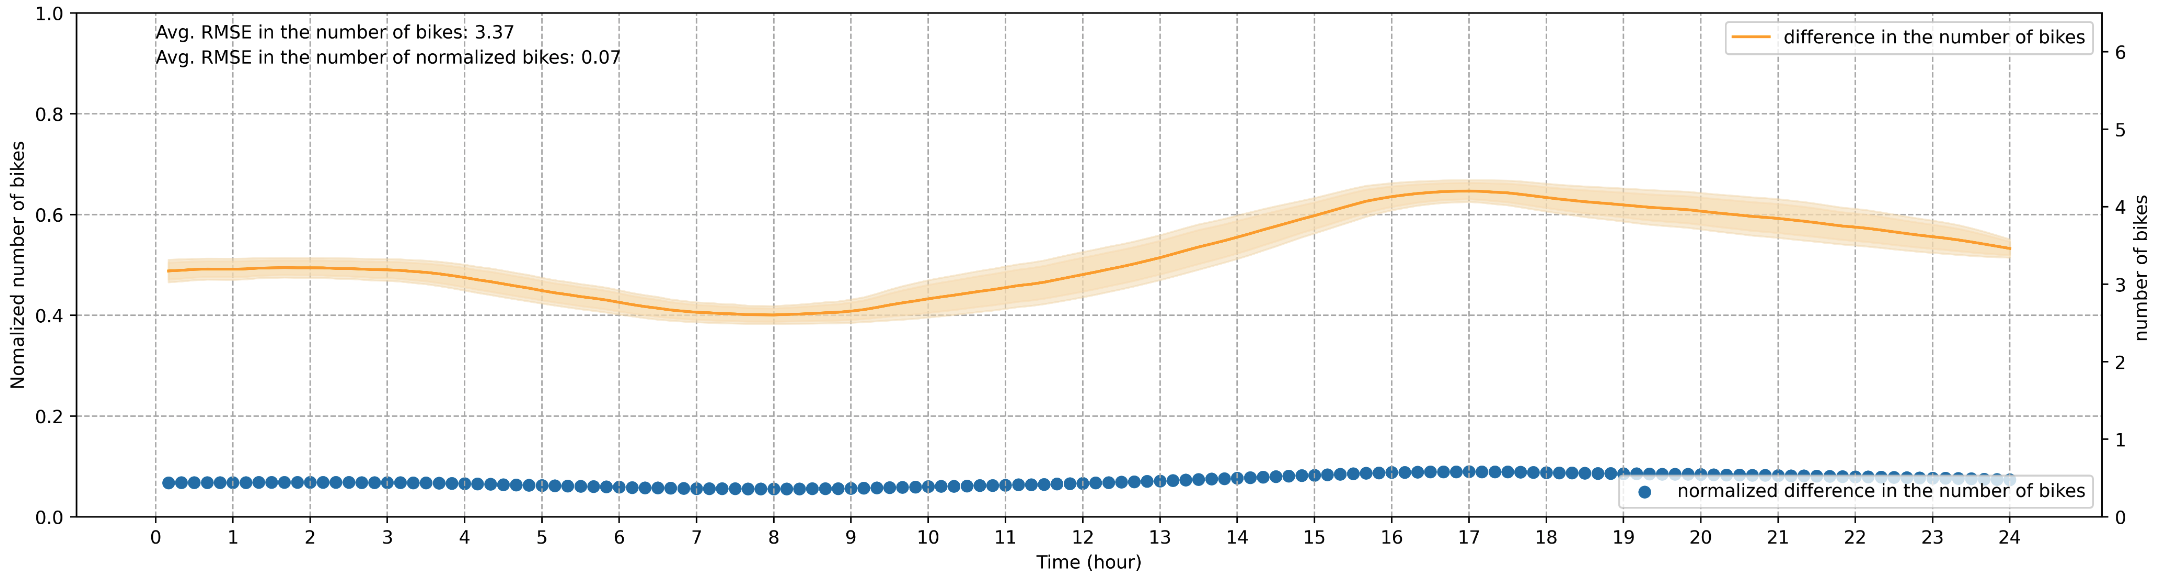 Avg. RMSE in the number of bikes: 3.37
Avg. RMSE in the number of normalized bikes: 0.07
difference in the number of bikes
normalized difference in the number of bikes
Nomalized number of bikes
1.0
0.8
0.6
0.4
0.2
0.0
number of bikes
6
5
4
3
2
1
0
0 1 2 3 4 5 6 7 8 9 10 11 12 13 14 15 16 17 18 19 20 21 22 23 24
Time (hour)